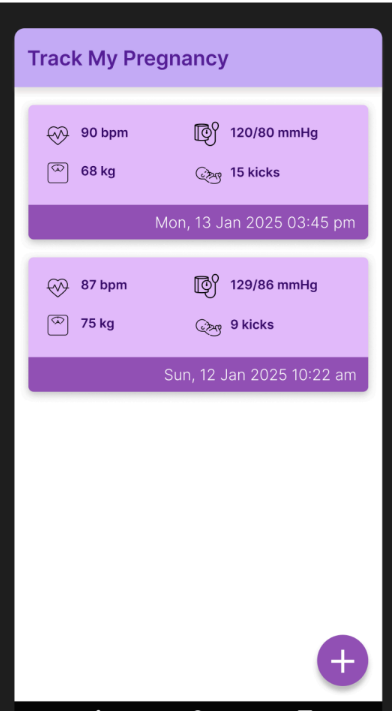 Track My Pregnancy
90 bpm 120/80 mmHg
68 kg 15 kicks
Mon, 13 Jan 2025 03:45 pm
87 bpm 129/86 mmHg
75 kg 9 kicks
Sun, 12 Jan 2025 10:22 am